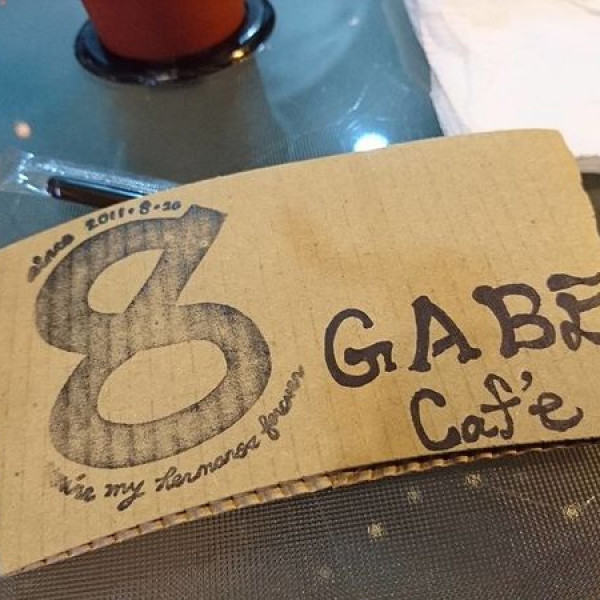 since 2011.8.20
8
my hermanos forever
GABE
Caf'e